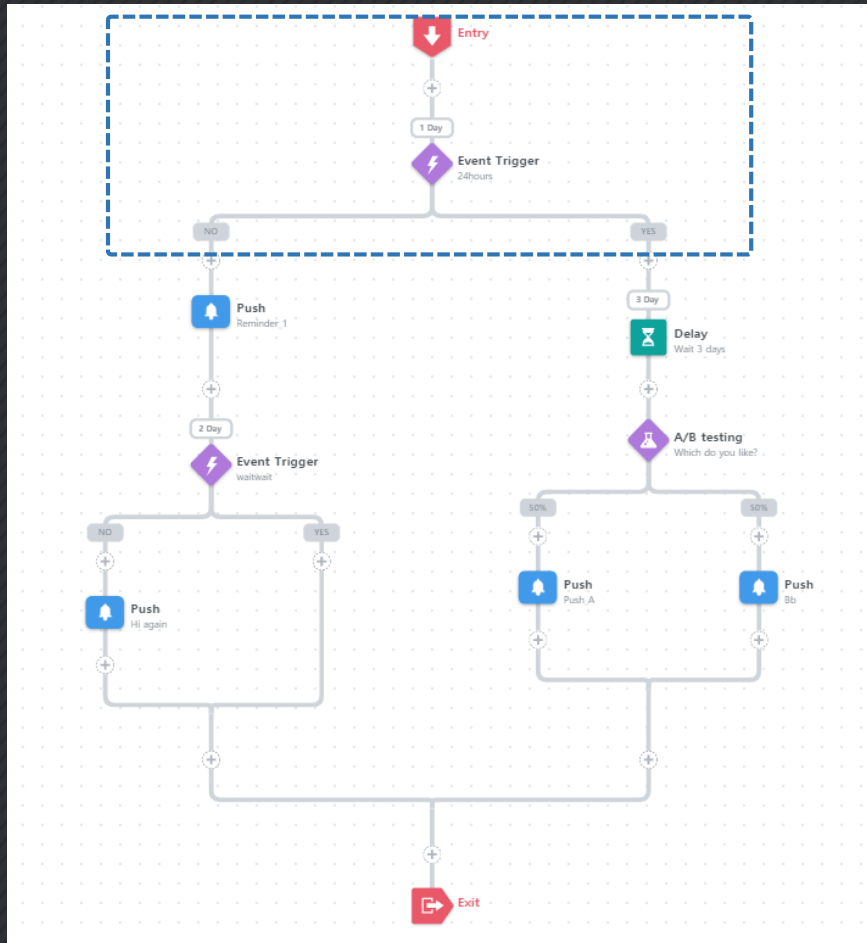 Entry
1 Day
Event Trigger
24hours
NO
YES
Push
Reminder_1
3 Day
Delay
Wait 3 days
2 Day
Event Trigger
waitwait
A/B testing
Which do you like?
NO
YES
50%
50%
Push
Hi again
Push
Push_A
Push
Bb
Exit